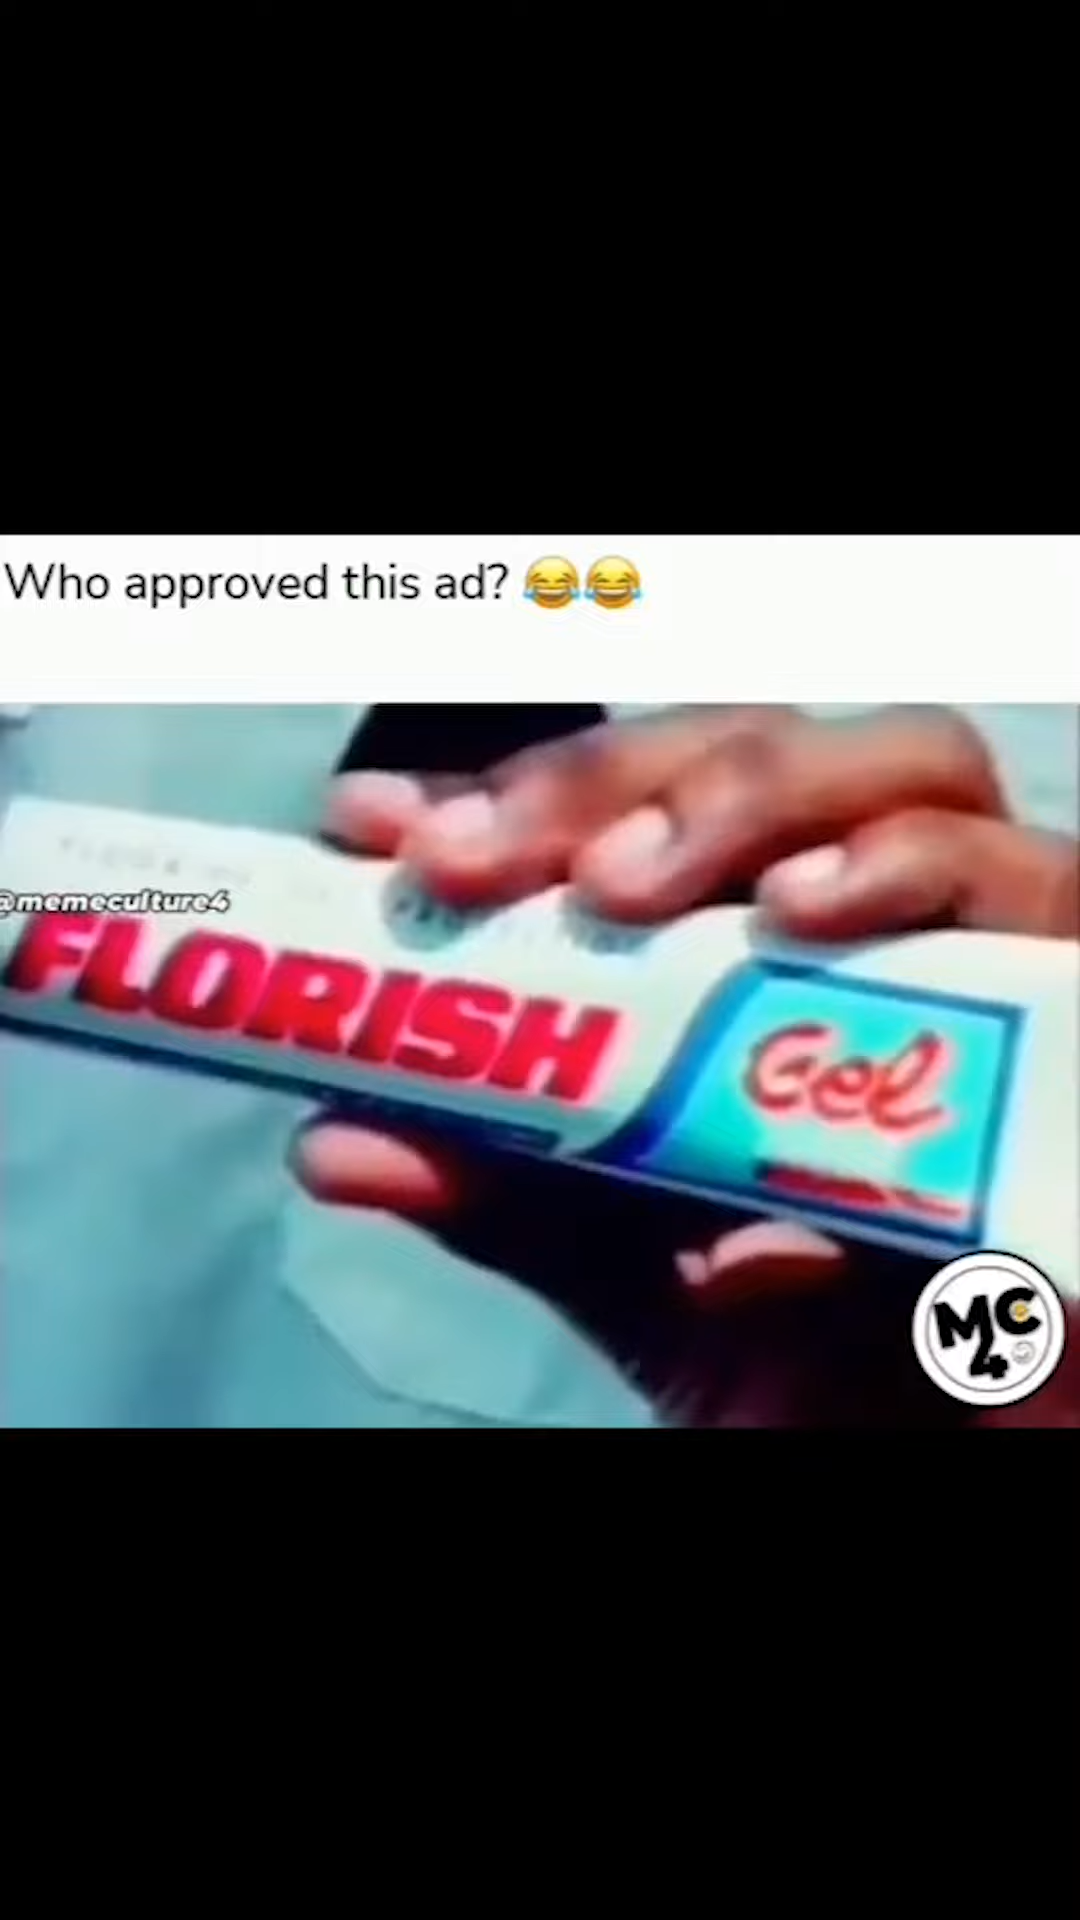 Who approved this ad? 😂😂
@memeculture4
FLORISH
Gel
MC
4